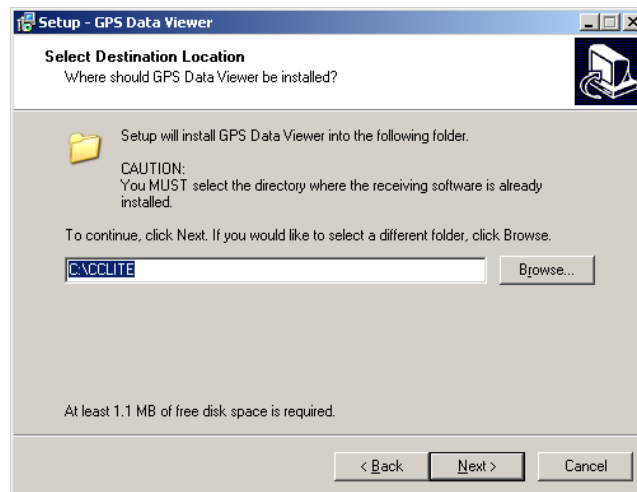 Setup - GPS Data Viewer
Select Destination Location
Where should GPS Data Viewer be installed?
Setup will install GPS Data Viewer into the following folder.
CAUTION:
You MUST select the directory where the receiving software is already
installed.
To continue, click Next. If you would like to select a different folder, click Browse.
C:\CCLITE
Browse...
At least 1.1 MB of free disk space is required.
< Back
Next >
Cancel